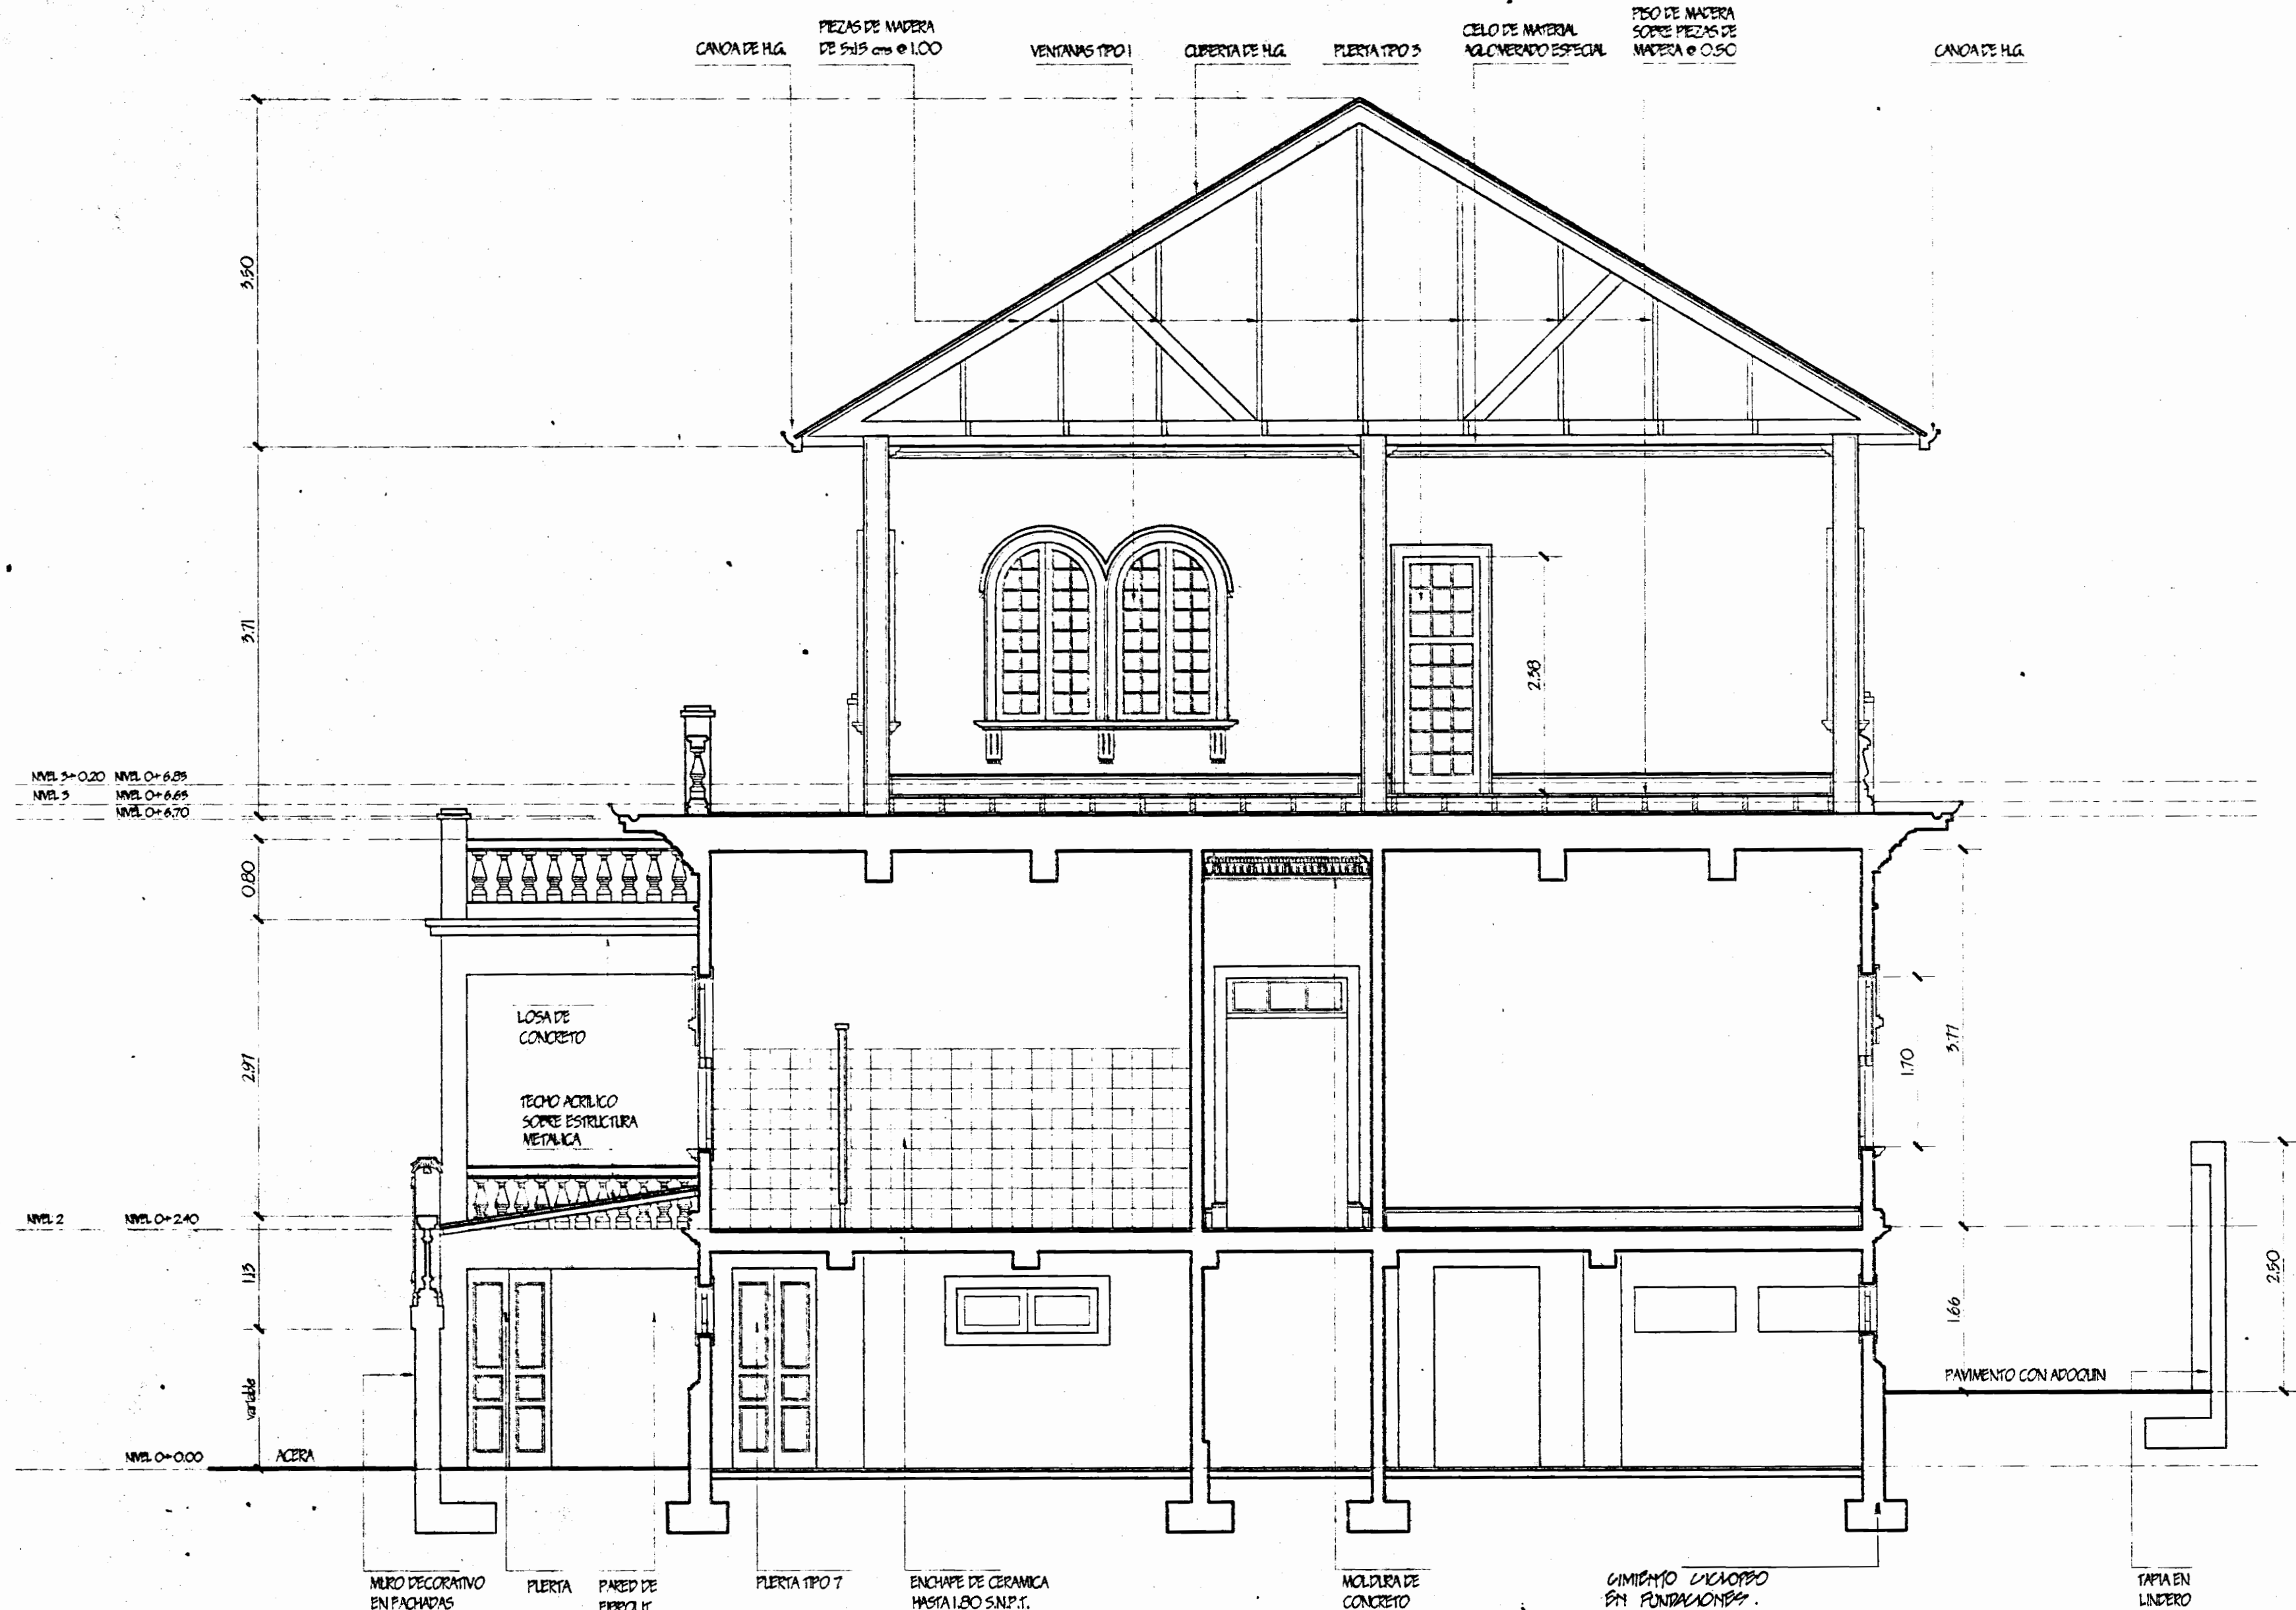 CANOA DE H.G.
PIEZAS DE MADERA
DE 5x15 cms @ 1.00
VENTANAS TIPO 1
CUBIERTA DE H.G.
PUERTA TIPO 3
CIELO DE MATERIAL
AGLOMERADO ESPECIAL
PISO DE MADERA
SOBRE PIEZAS DE
MADERA @ 0.50
CANOA DE H.G.
3.50
3.71
2.38
NIVEL 3+0.20 NIVEL 0+6.85
NIVEL 3 NIVEL 0+6.65
NIVEL 0+6.70
0.80
2.97
LOSA DE
CONCRETO
TECHO ACRILICO
SOBRE ESTRUCTURA
METALICA
1.70
3.77
NIVEL 2 NIVEL 0+2.40
1.13
variable
1.66
2.50
PAVIMENTO CON ADOQUIN
NIVEL 0+0.00 ACERA
MURO DECORATIVO
EN FACHADAS
PUERTA
PARED DE
FIBROLIT
PUERTA TIPO 7
ENCHAPE DE CERAMICA
HASTA 1.80 S.N.P.T.
MOLDURA DE
CONCRETO
CIMIENTO CICLOPEO
EN FUNDACIONES.
TAPIA EN
LINDERO